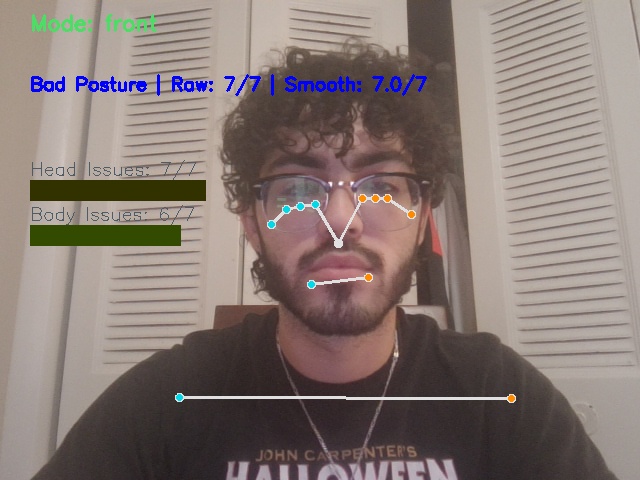 Mode: front
Bad Posture | Raw: 7/7 | Smooth: 7.0/7
Head Issues: 7/7
Body Issues: 6/7
JOHN CARPENTER'S
HALLOWEEN